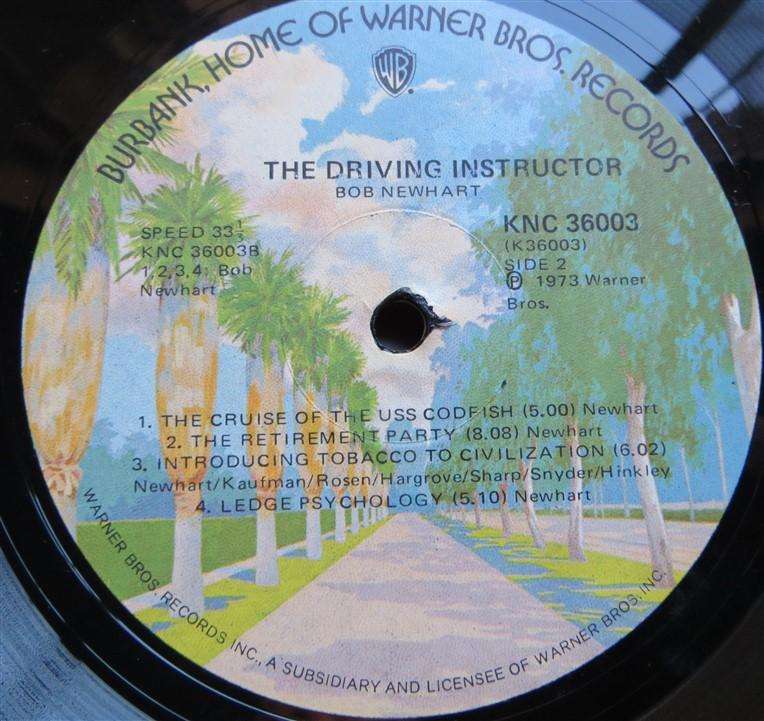 BURBANK, HOME OF WARNER BROS. RECORDS
WB
THE DRIVING INSTRUCTOR
BOB NEWHART
SPEED 33⅓
KNC 36003B
1,2,3,4: Bob
Newhart
KNC 36003
(K36003)
SIDE 2
Ⓟ 1973 Warner
Bros.
1. THE CRUISE OF THE USS CODFISH (5.00) Newhart
2. THE RETIREMENT PARTY (8.08) Newhart
3. INTRODUCING TOBACCO TO CIVILIZATION (6.02)
Newhart/Kaufman/Rosen/Hargrove/Sharp/Snyder/Hinkley
4. LEDGE PSYCHOLOGY (5.10) Newhart
WARNER BROS. RECORDS INC., A SUBSIDIARY AND LICENSEE OF WARNER BROS. INC.